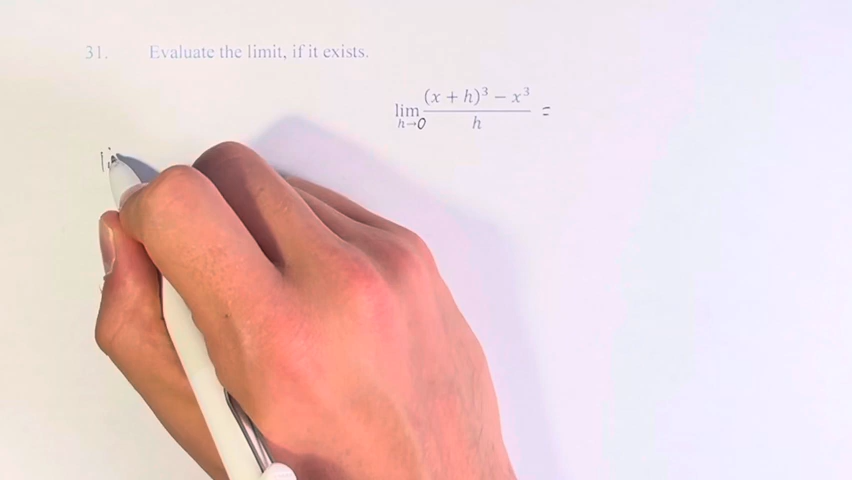 31. Evaluate the limit, if it exists.
lim h→0 (x + h)³ − x³ / h =